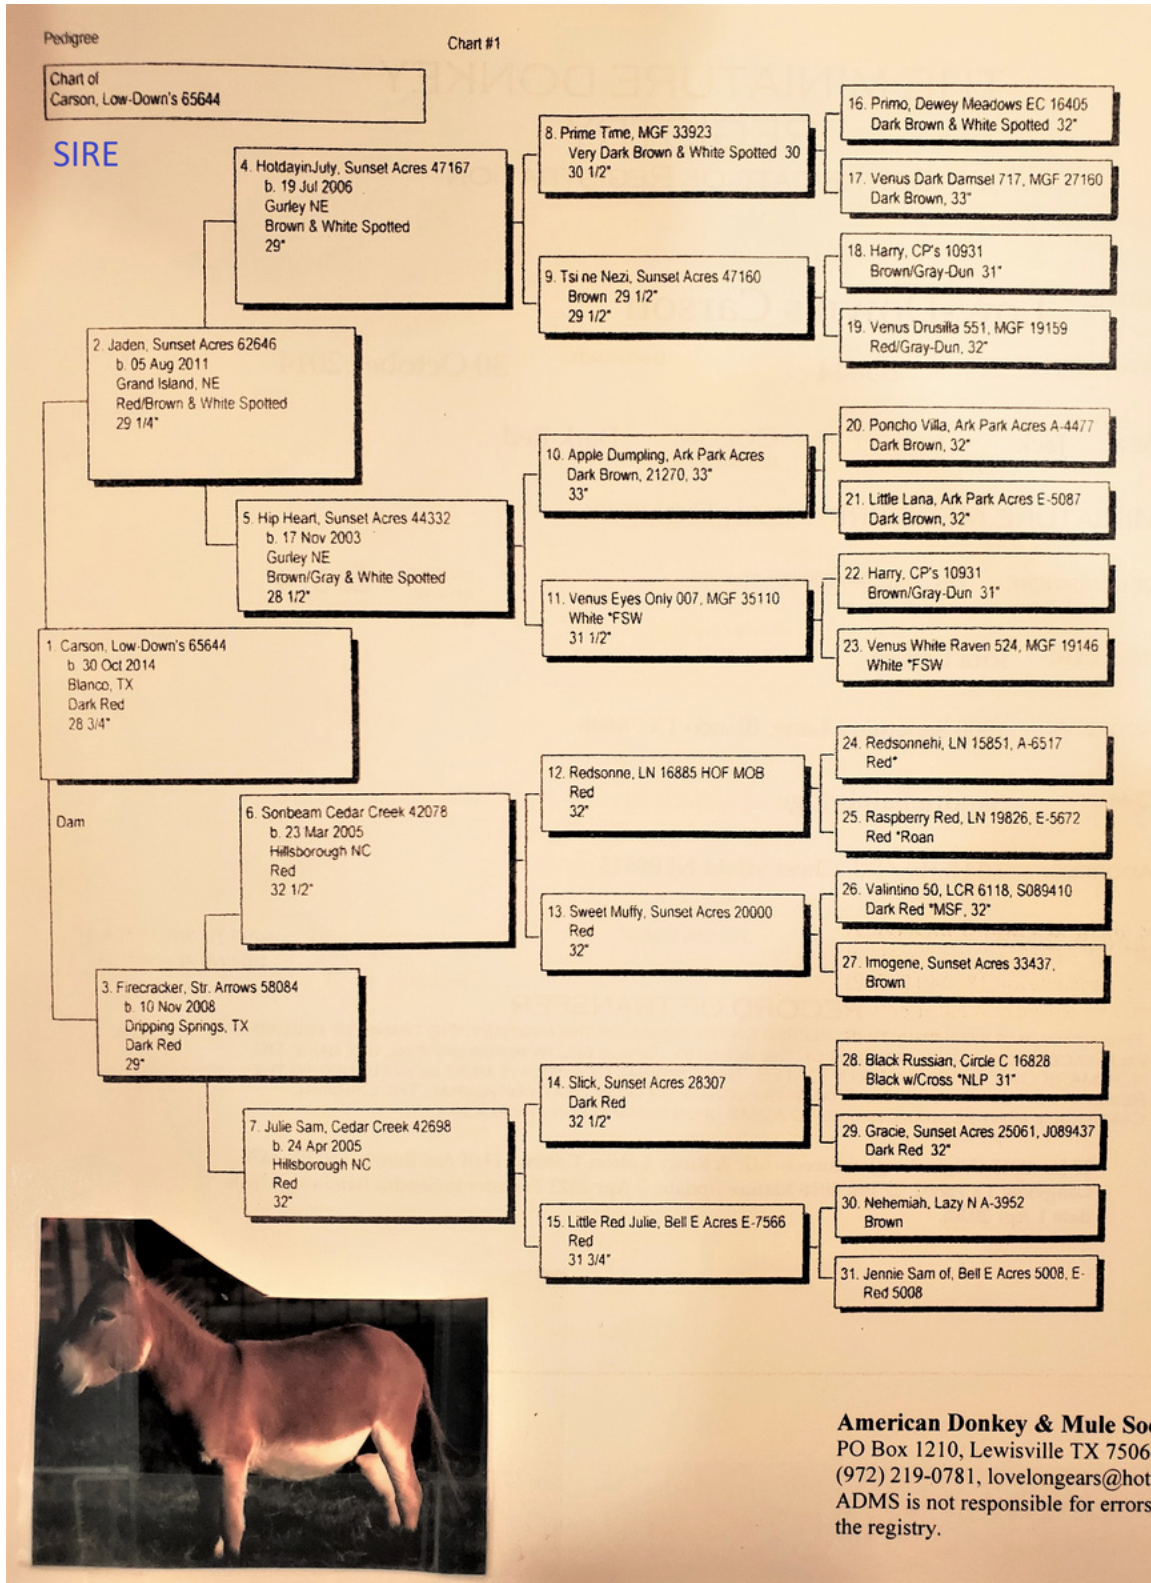 Pedigree
Chart #1
Chart of
Carson, Low-Down's 65644
SIRE
4. HotdayinJuly, Sunset Acres 47167
b. 19 Jul 2006
Gurley NE
Brown & White Spotted
29"
8. Prime Time, MGF 33923
Very Dark Brown & White Spotted 30
30 1/2"
16. Primo, Dewey Meadows EC 16405
Dark Brown & White Spotted 32"
17. Venus Dark Damsel 717, MGF 27160
Dark Brown, 33"
9. Tsi ne Nezi, Sunset Acres 47160
Brown 29 1/2"
29 1/2"
18. Harry, CP's 10931
Brown/Gray-Dun 31"
19. Venus Drusilla 551, MGF 19159
Red/Gray-Dun, 32"
2. Jaden, Sunset Acres 62646
b. 05 Aug 2011
Grand Island, NE
Red/Brown & White Spotted
29 1/4"
10. Apple Dumpling, Ark Park Acres
Dark Brown, 21270, 33"
33"
20. Poncho Villa, Ark Park Acres A-4477
Dark Brown, 32"
21. Little Lana, Ark Park Acres E-5087
Dark Brown, 32"
5. Hip Heart, Sunset Acres 44332
b. 17 Nov 2003
Gurley NE
Brown/Gray & White Spotted
28 1/2"
11. Venus Eyes Only 007, MGF 35110
White *FSW
31 1/2"
22. Harry, CP's 10931
Brown/Gray-Dun 31"
23. Venus White Raven 524, MGF 19146
White *FSW
1. Carson, Low-Down's 65644
b. 30 Oct 2014
Blanco, TX
Dark Red
28 3/4"
Dam
12. Redsonne, LN 16885 HOF MOB
Red
32"
24. Redsonnehi, LN 15851, A-6517
Red*
25. Raspberry Red, LN 19826, E-5672
Red *Roan
6. Sonbeam Cedar Creek 42078
b. 23 Mar 2005
Hillsborough NC
Red
32 1/2"
13. Sweet Muffy, Sunset Acres 20000
Red
32"
26. Valintino 50, LCR 6118, S089410
Dark Red *MSF, 32"
27. Imogene, Sunset Acres 33437,
Brown
3. Firecracker, Str. Arrows 58084
b. 10 Nov 2008
Dripping Springs, TX
Dark Red
29"
14. Slick, Sunset Acres 28307
Dark Red
32 1/2"
28. Black Russian, Circle C 16828
Black w/Cross *NLP 31"
29. Gracie, Sunset Acres 25061, J089437
Dark Red 32"
7. Julie Sam, Cedar Creek 42698
b. 24 Apr 2005
Hillsborough NC
Red
32"
15. Little Red Julie, Bell E Acres E-7566
Red
31 3/4"
30. Nehemiah, Lazy N A-3952
Brown
31. Jennie Sam of, Bell E Acres 5008, E-
Red 5008
American Donkey & Mule Soc
PO Box 1210, Lewisville TX 7506
(972) 219-0781, lovelongears@hot
ADMS is not responsible for errors
the registry.